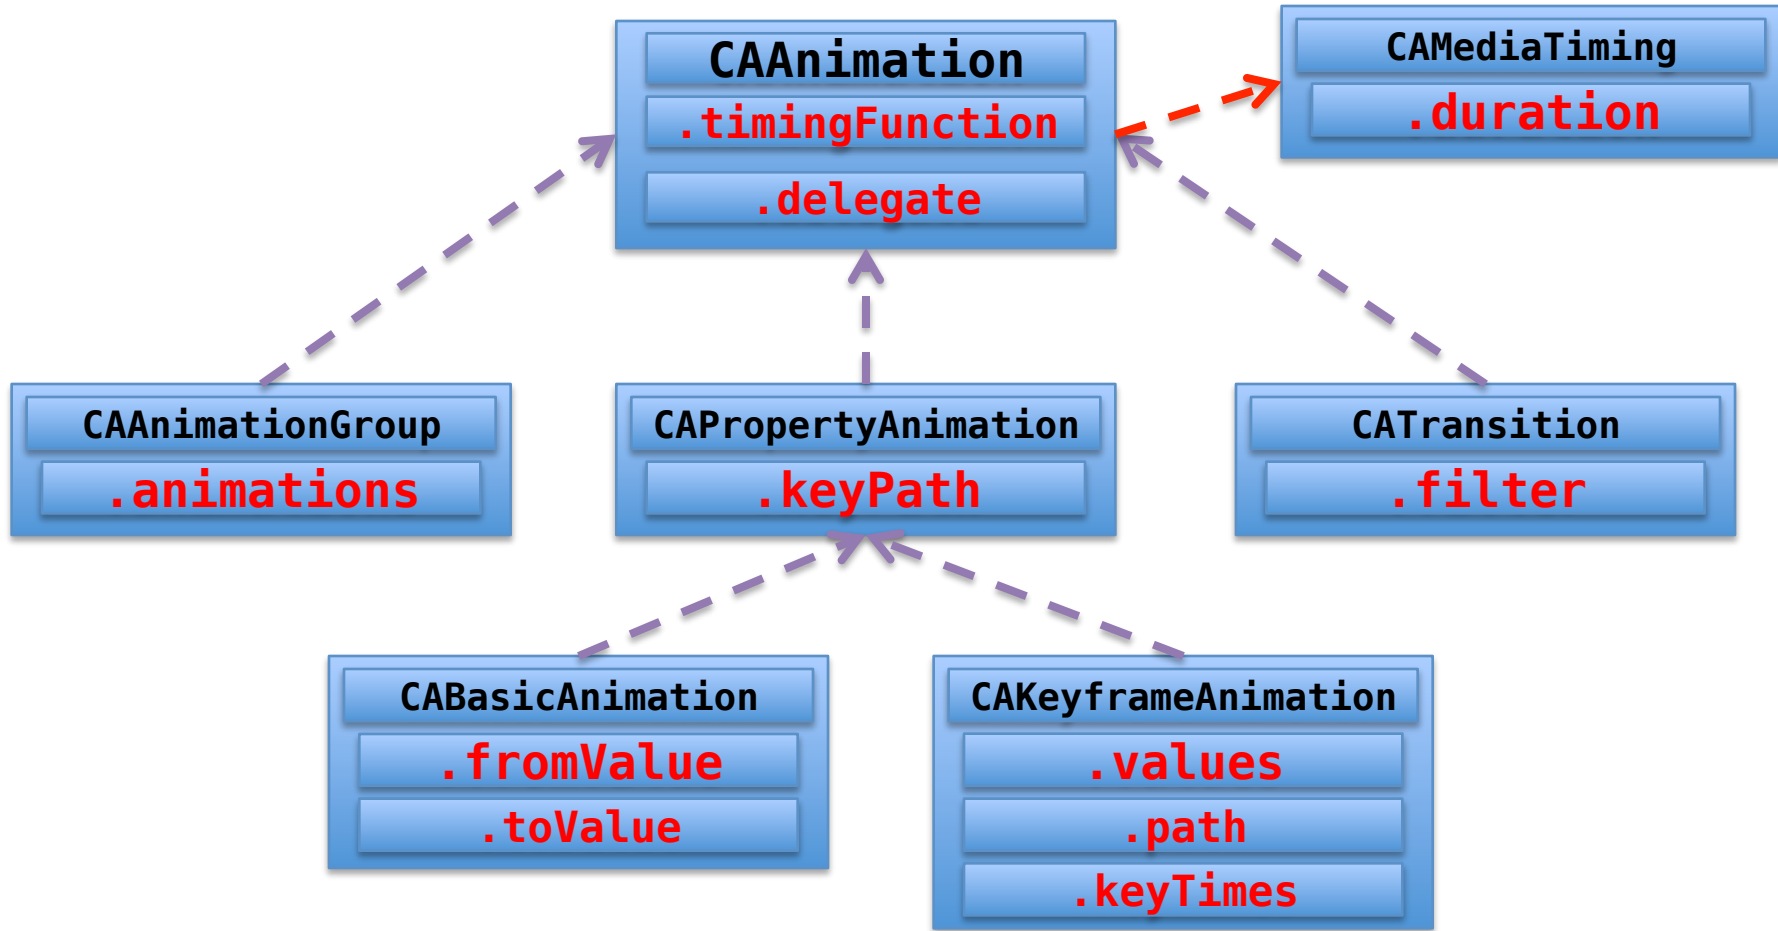 CAAnimation
.timingFunction
.delegate
CAMediaTiming
.duration
CAAnimationGroup
.animations
CAPropertyAnimation
.keyPath
CATransition
.filter
CABasicAnimation
.fromValue
.toValue
CAKeyframeAnimation
.values
.path
.keyTimes